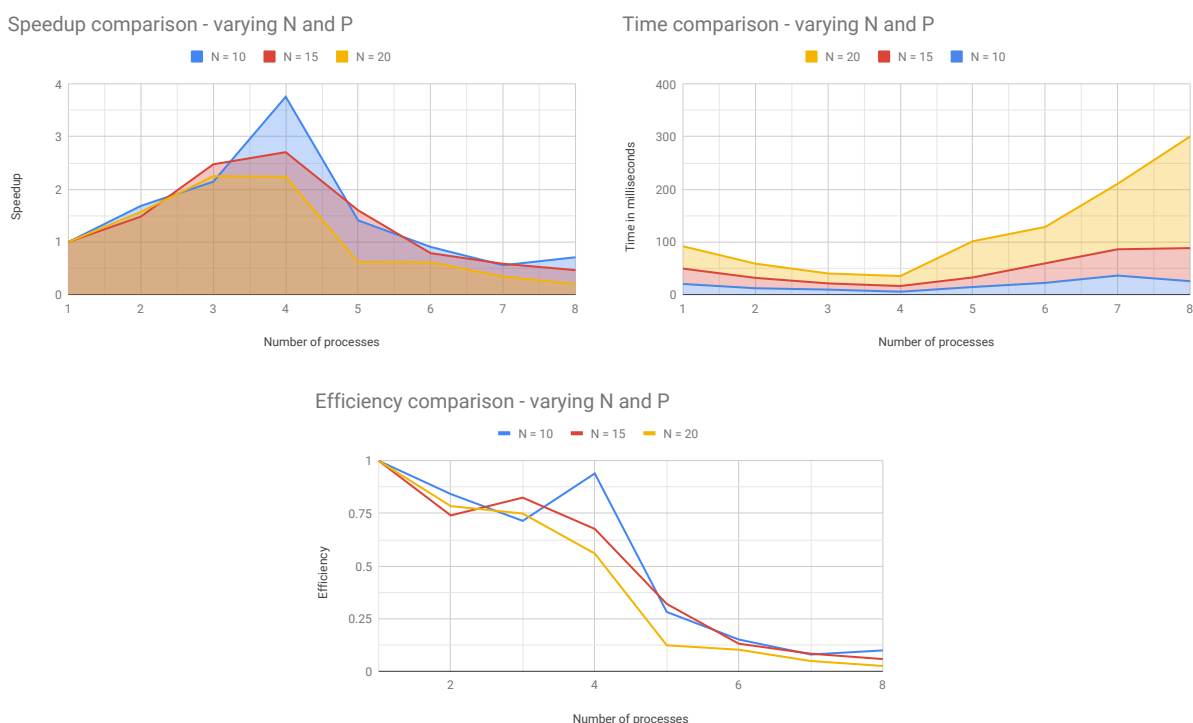 Speedup comparison - varying N and P
N = 10 N = 15 N = 20
4
3
2
1
0
Speedup
1 2 3 4 5 6 7 8
Number of processes
Time comparison - varying N and P
N = 20 N = 15 N = 10
400
300
200
100
0
Time in milliseconds
1 2 3 4 5 6 7 8
Number of processes
Efficiency comparison - varying N and P
N = 10 N = 15 N = 20
1
0.75
0.5
0.25
0
Efficiency
2 4 6 8
Number of processes